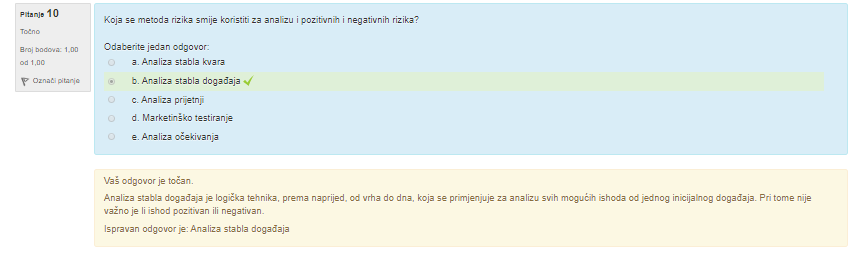 Pitanje 10
Točno
Broj bodova: 1,00
od 1,00
Označi pitanje
Koja se metoda rizika smije koristiti za analizu i pozitivnih i negativnih rizika?
Odaberite jedan odgovor:
a. Analiza stabla kvara
b. Analiza stabla događaja
c. Analiza prijetnji
d. Marketinško testiranje
e. Analiza očekivanja
Vaš odgovor je točan.
Analiza stabla događaja je logička tehnika, prema naprijed, od vrha do dna, koja se primjenjuje za analizu svih mogućih ishoda od jednog inicijalnog događaja. Pri tome nije
važno je li ishod pozitivan ili negativan.
Ispravan odgovor je: Analiza stabla događaja